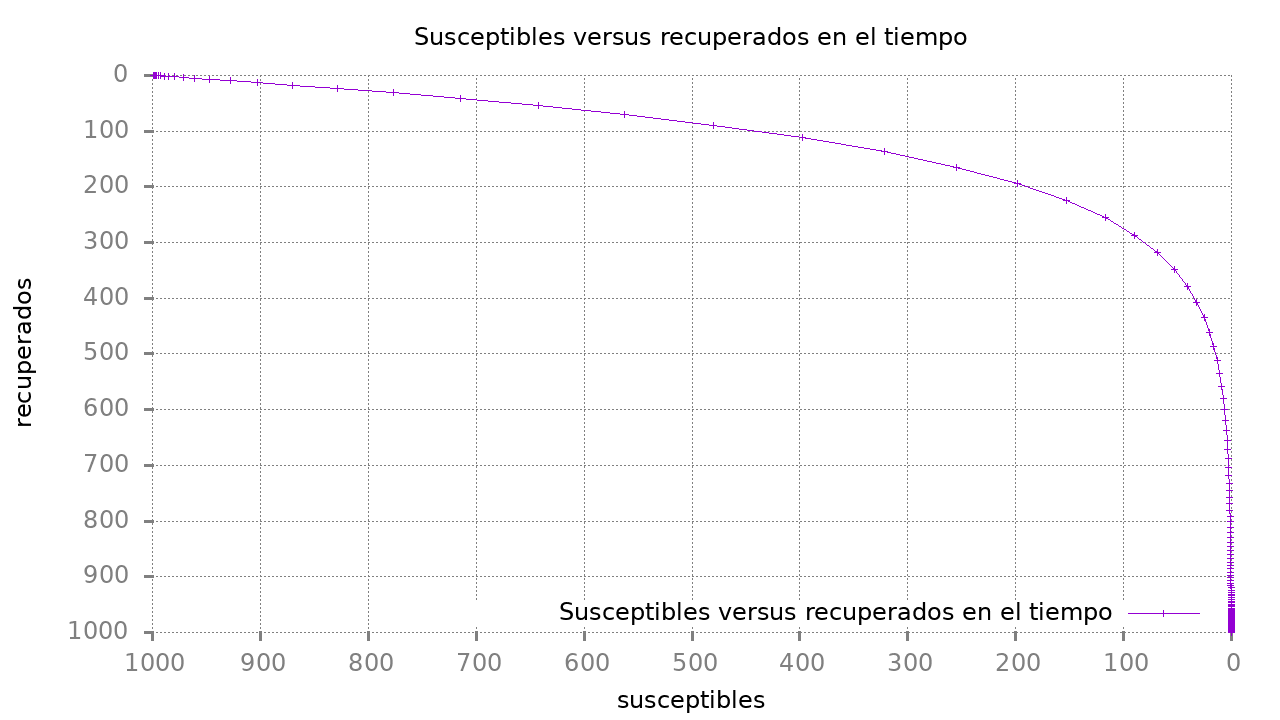 Susceptibles versus recuperados en el tiempo
0
100
200
300
400
500
600
700
800
900
1000
recuperados
Susceptibles versus recuperados en el tiempo
1000 900 800 700 600 500 400 300 200 100 0
susceptibles